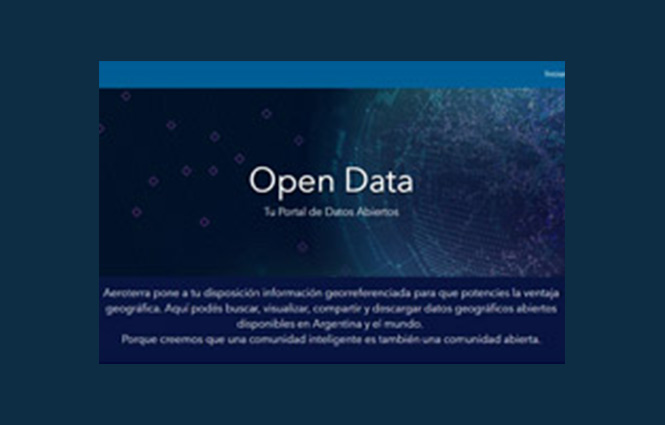 Open Data
Tu Portal de Datos Abiertos
Aeroterra pone a tu disposición información georreferenciada para que potencies la ventaja
geográfica. Aquí podés buscar, visualizar, compartir y descargar datos geográficos abiertos
disponibles en Argentina y el mundo.
Porque creemos que una comunidad inteligente es también una comunidad abierta.